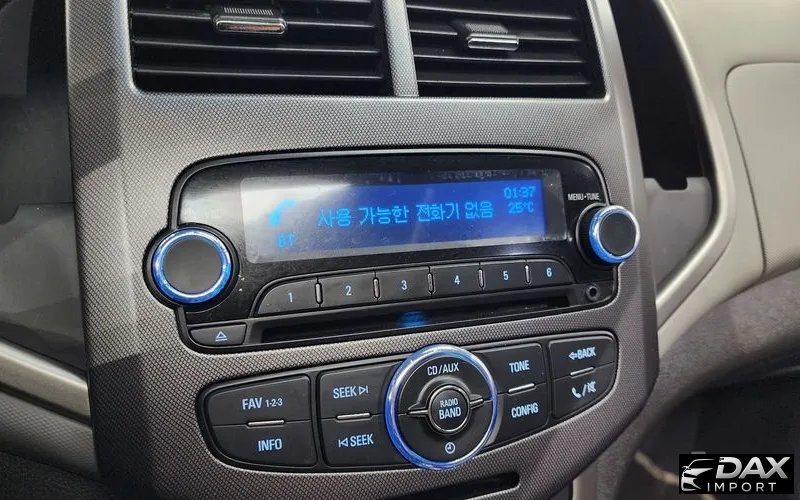 01:37
MENU•TUNE
사용 가능한 전화기 없음
25°C
BT
1 2 3 4 5 6
CD/AUX
SEEK
TONE
BACK
FAV 1-2-3
RADIO
BAND
CONFIG
INFO
SEEK
DAX
IMPORT